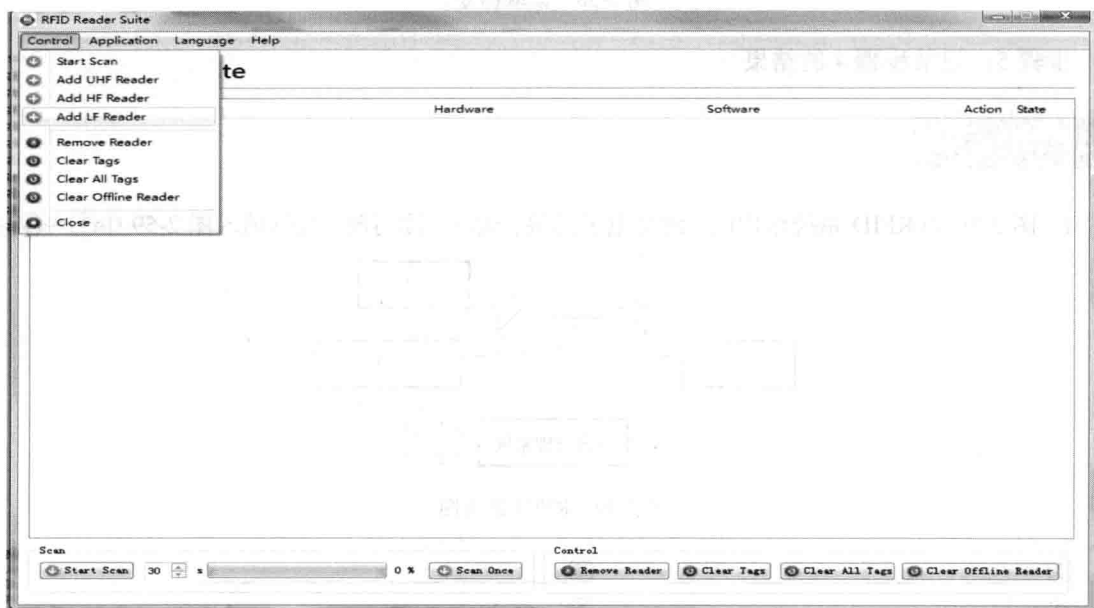 RFID Reader Suite
Control Application Language Help
Start Scan
te
Add UHF Reader
Add HF Reader
Hardware Software Action State
Add LF Reader
Remove Reader
Clear Tags
Clear All Tags
Clear Offline Reader
Close
Scan Control
Start Scan 30 s 0 % Scan Once Remove Reader Clear Tags Clear All Tags Clear Offline Reader